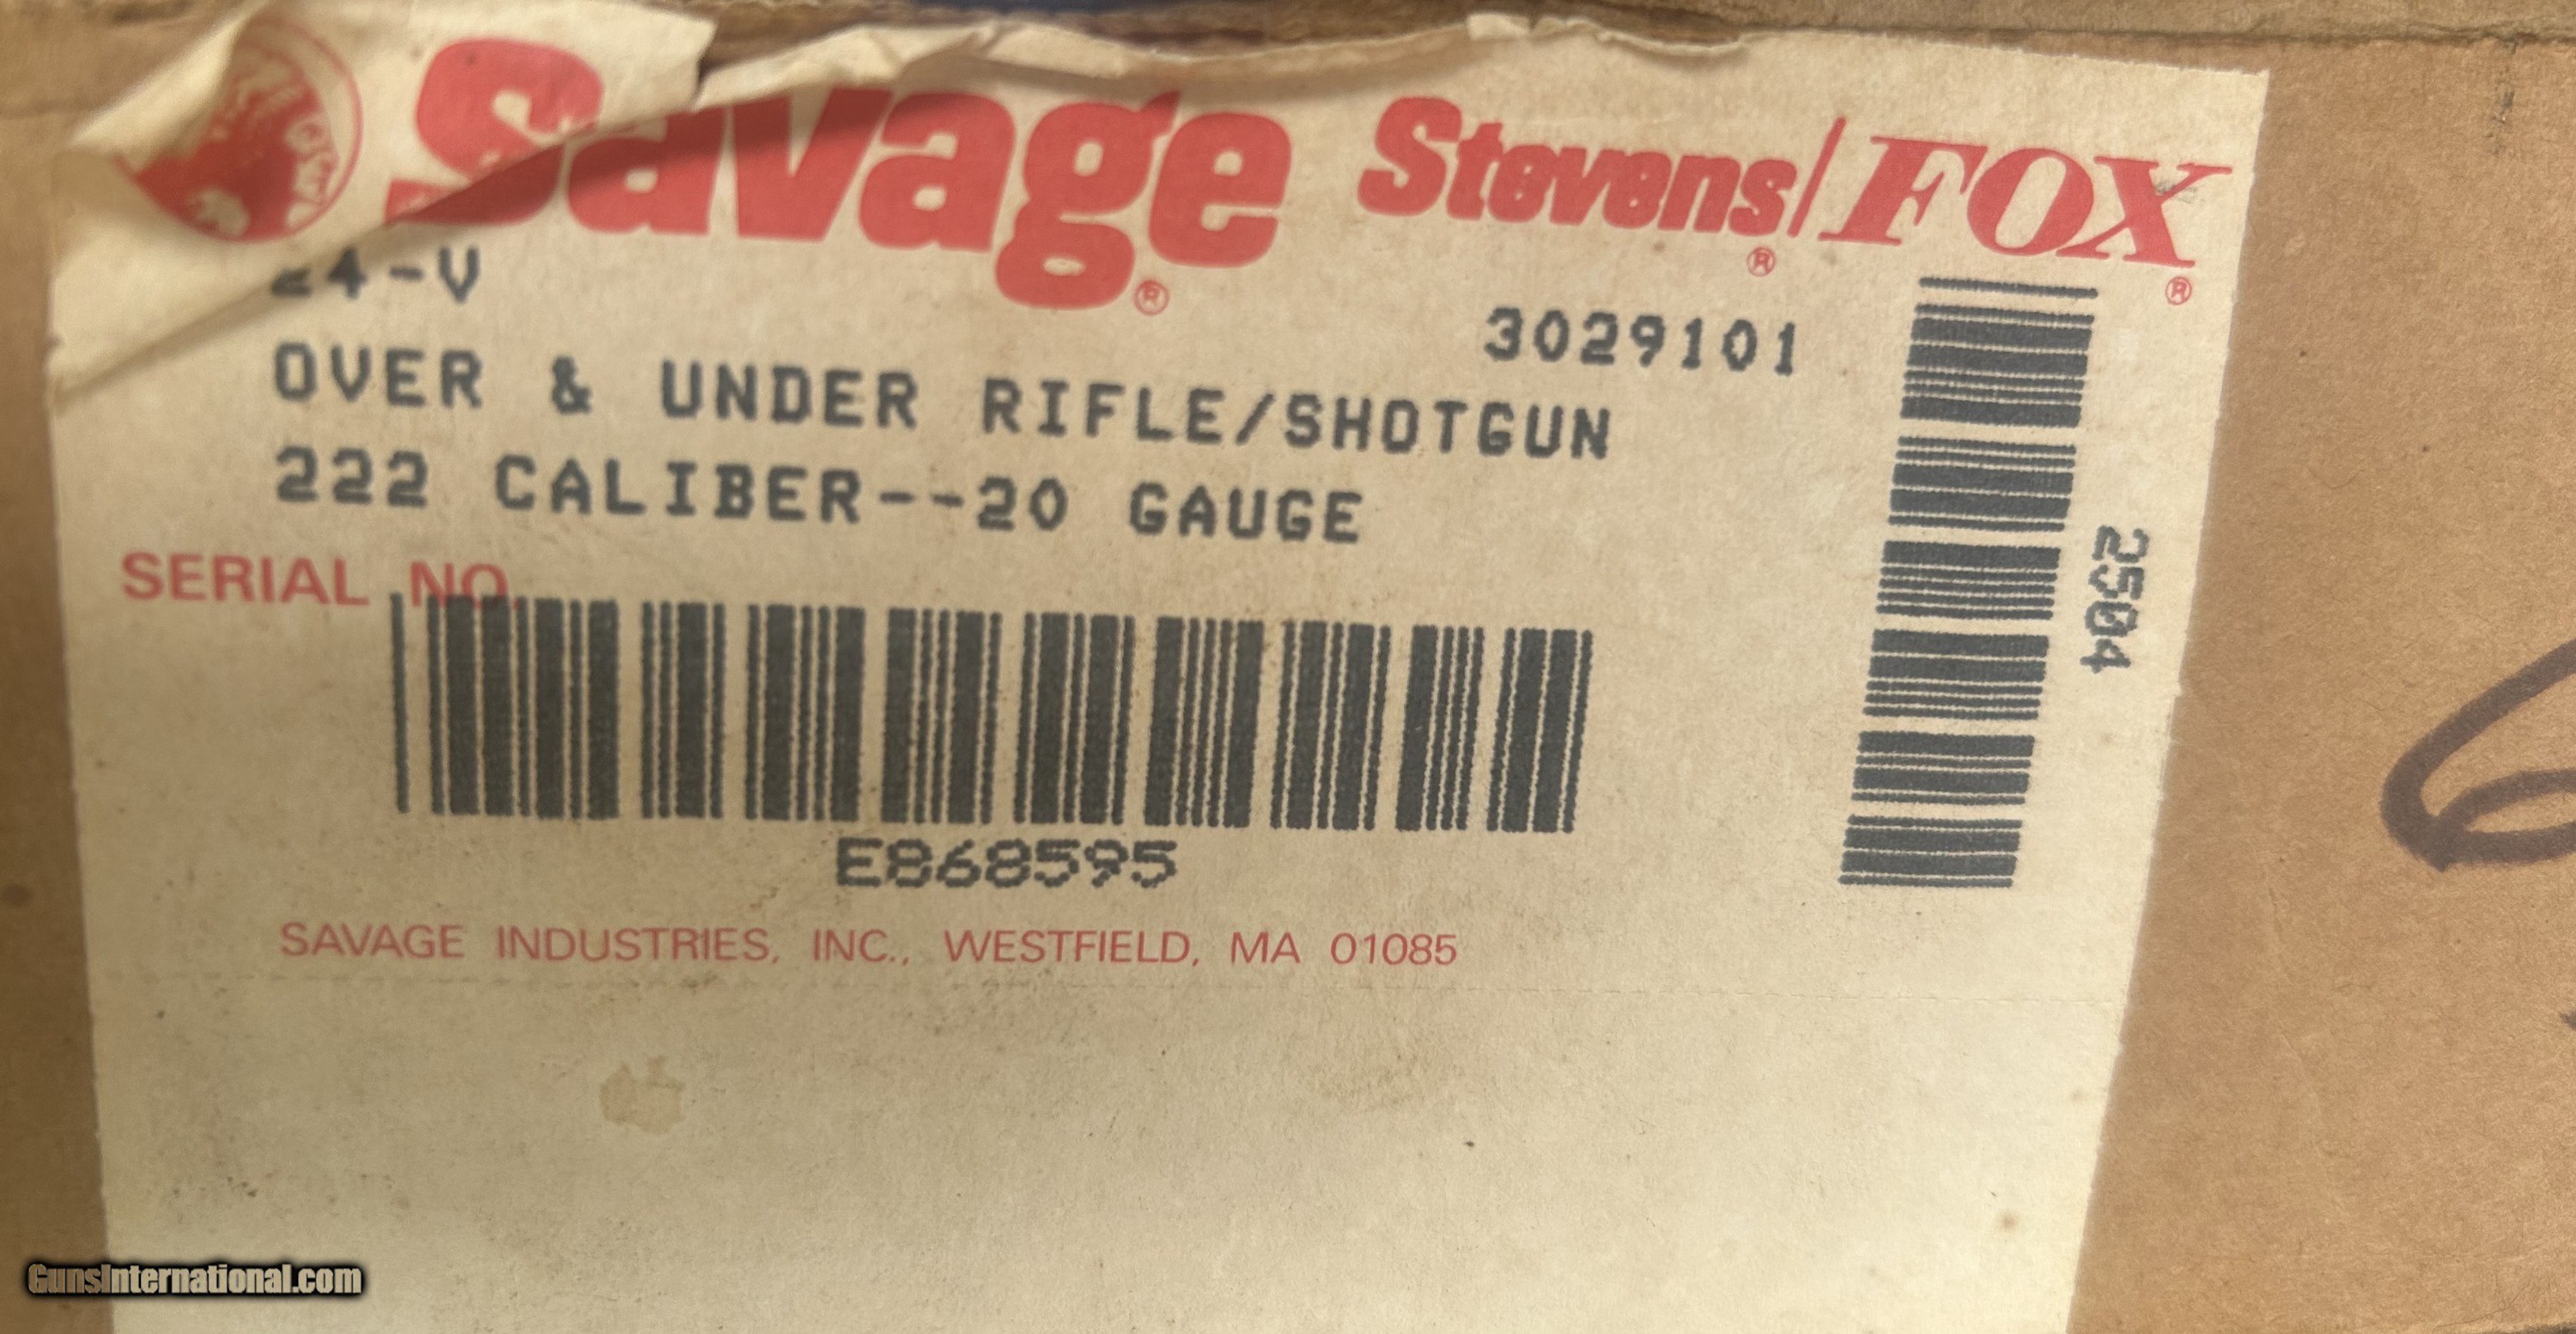 Savage® Stevens®/FOX®
24-V
3029101
OVER & UNDER RIFLE/SHOTGUN
222 CALIBER--20 GAUGE
SERIAL NO.
E868595
2504
SAVAGE INDUSTRIES, INC., WESTFIELD, MA 01085
GunsInternational.com